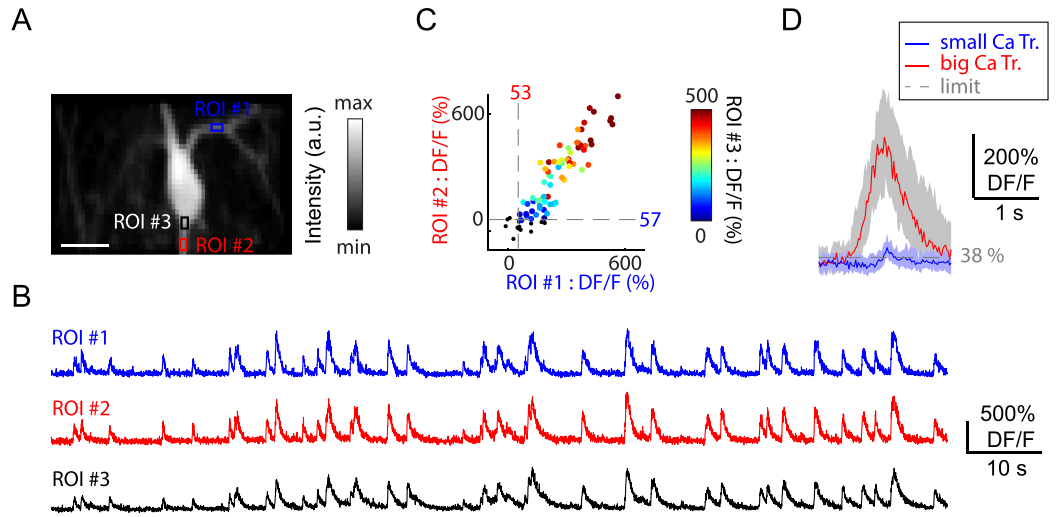 A
ROI #1
ROI #3
ROI #2
max
Intensity (a.u.)
min
C
53
600
0
57
ROI #2 : DF/F (%)
0
600
ROI #1 : DF/F (%)
500
0
ROI #3 : DF/F (%)
D
small Ca Tr.
big Ca Tr.
limit
200%
DF/F
1 s
38 %
B
ROI #1
ROI #2
ROI #3
500%
DF/F
10 s